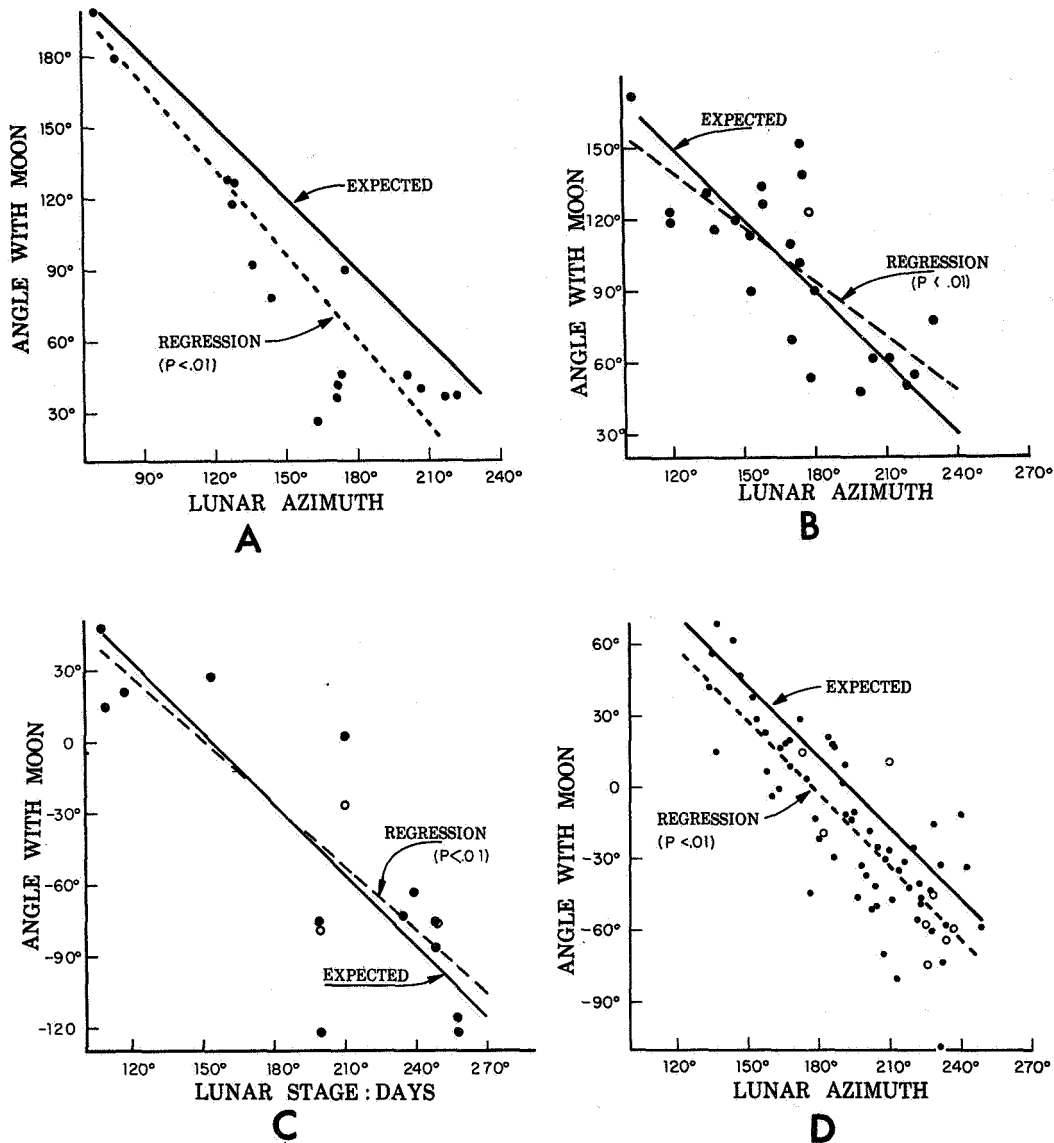 180°
150°
120°
90°
60°
30°
ANGLE WITH MOON
EXPECTED
REGRESSION
(P<.01)
90° 120° 150° 180° 210° 240°
LUNAR AZIMUTH
A
150°
120°
90°
60°
30°
ANGLE WITH MOON
EXPECTED
REGRESSION
(P < .01)
120° 150° 180° 210° 240° 270°
LUNAR AZIMUTH
B
30°
0
-30°
-60°
-90°
-120
ANGLE WITH MOON
REGRESSION
(P<.01)
EXPECTED
120° 150° 180° 210° 240° 270°
LUNAR STAGE: DAYS
C
60°
30°
0
-30°
-60°
-90°
ANGLE WITH MOON
EXPECTED
REGRESSION
(P <.01)
150° 180° 210° 240° 270°
LUNAR AZIMUTH
D